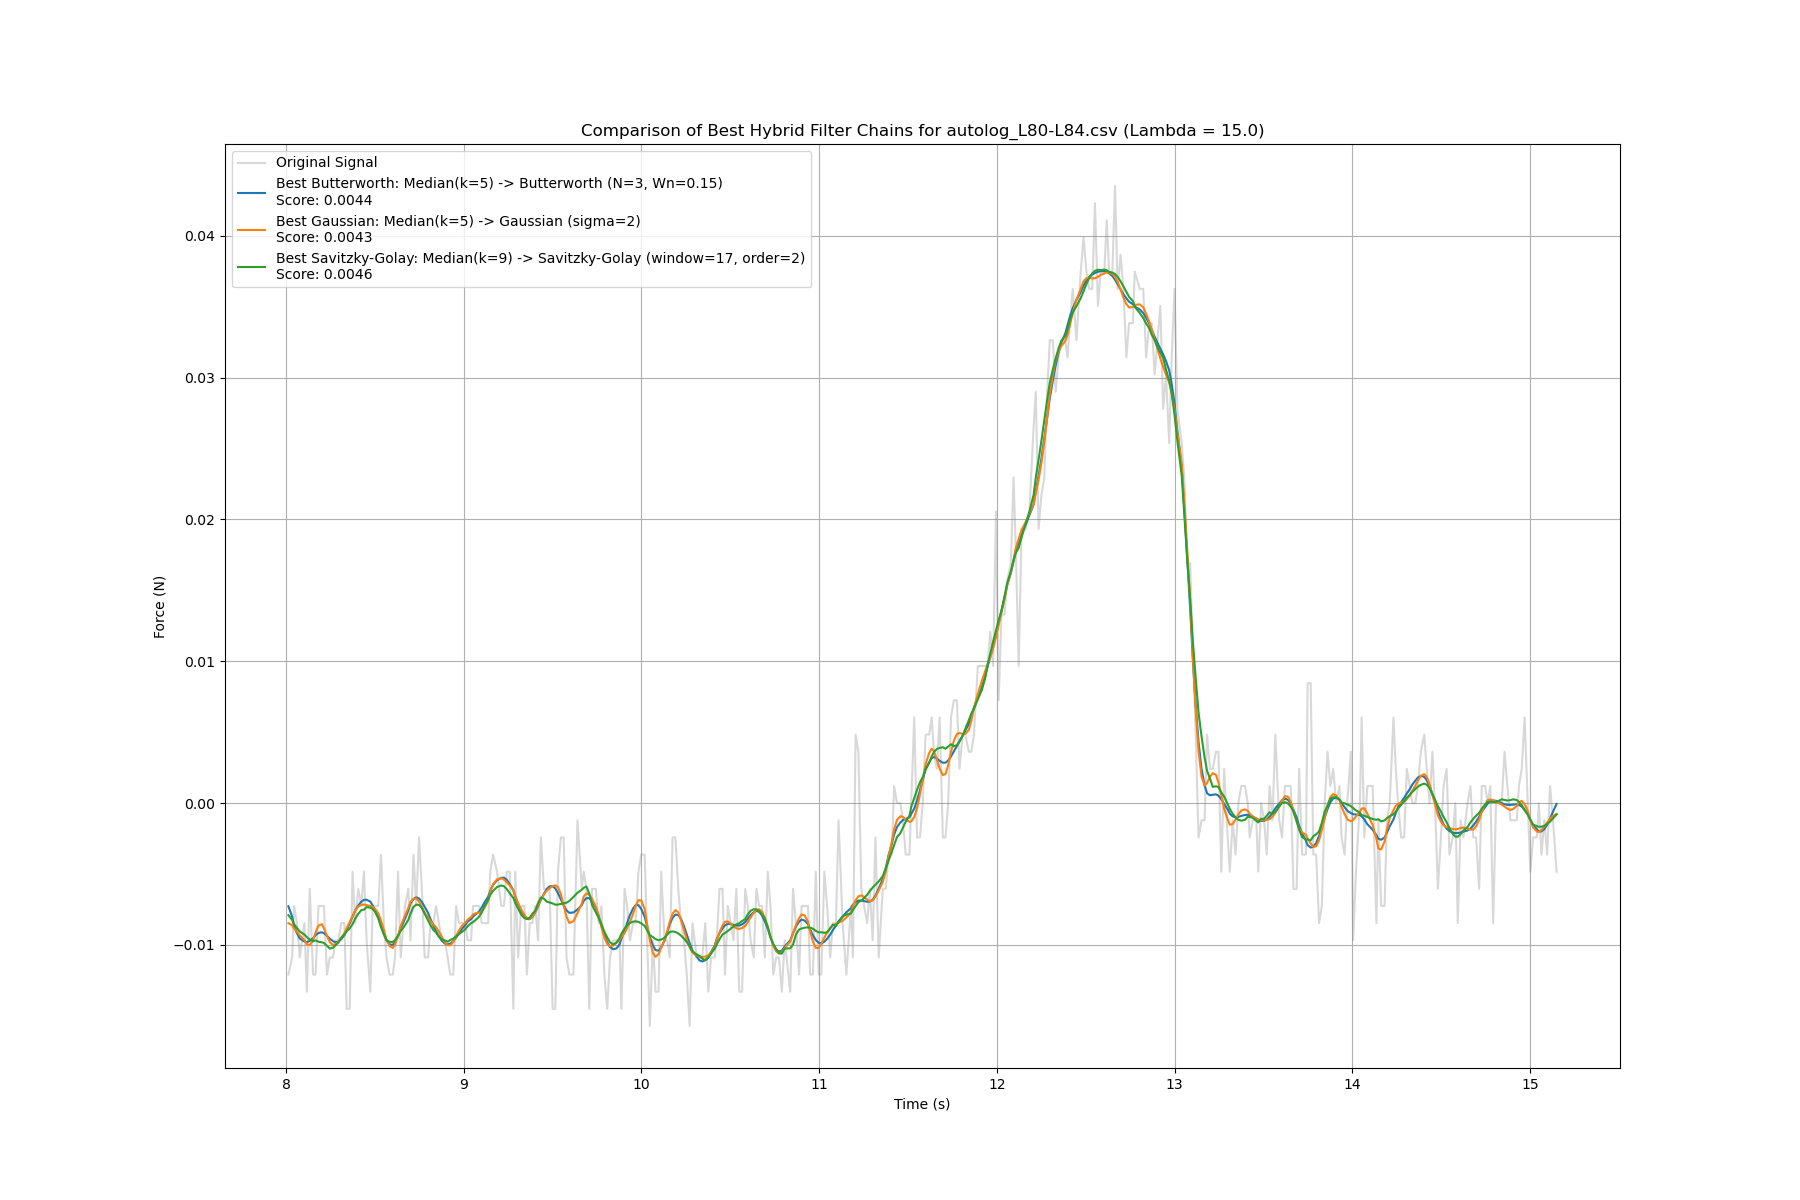 Comparison of Best Hybrid Filter Chains for autolog_L80-L84.csv (Lambda = 15.0)
Original Signal
Best Butterworth: Median(k=5) -> Butterworth (N=3, Wn=0.15)
Score: 0.0044
Best Gaussian: Median(k=5) -> Gaussian (sigma=2)
Score: 0.0043
Best Savitzky-Golay: Median(k=9) -> Savitzky-Golay (window=17, order=2)
Score: 0.0046
0.04
0.03
0.02
0.01
0.00
−0.01
Force (N)
8 9 10 11 12 13 14 15
Time (s)